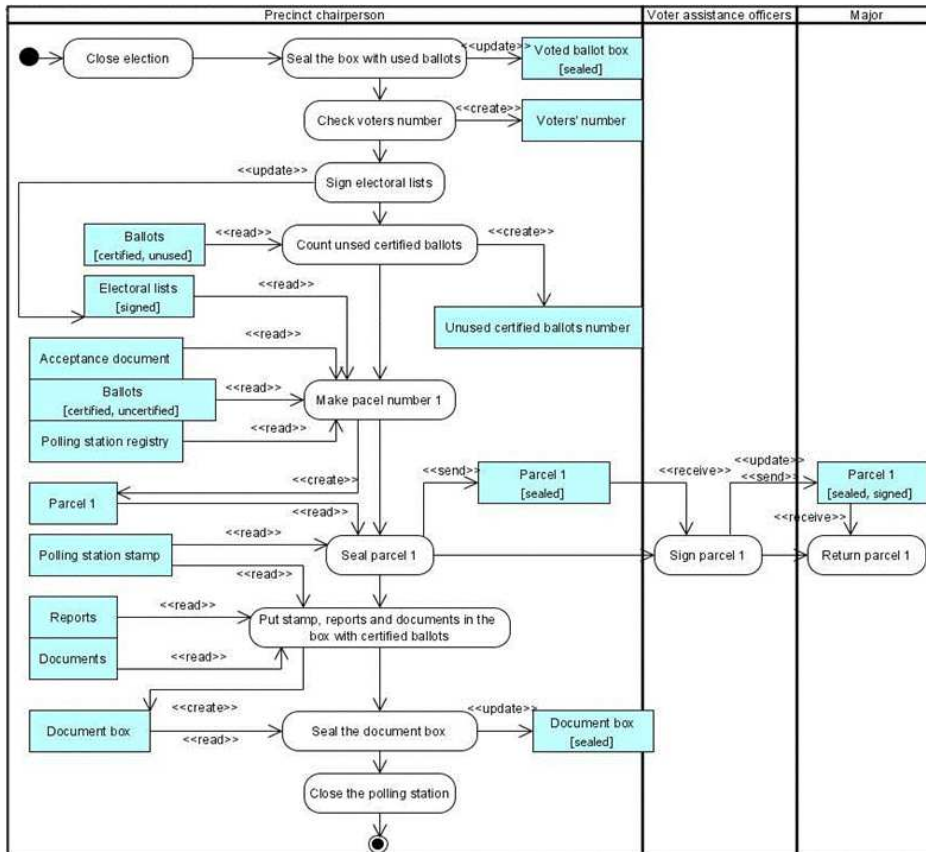 Precinct chairperson
Voter assistance officers
Major
Close election
Seal the box with used ballots
<<update>>
Voted ballot box
[sealed]
Check voters number
<<create>>
Voters' number
<<update>>
Sign electoral lists
Ballots
[certified, unused]
<<read>>
Count unsed certified ballots
<<create>>
Electoral lists
[signed]
<<read>>
Unused certified ballots number
Acceptance document
<<read>>
Ballots
[certified, uncertified]
<<read>>
Make pacel number 1
Polling station registry
<<read>>
<<create>>
Parcel 1
<<read>>
<<send>>
Parcel 1
[sealed]
<<receive>>
<<update>>
<<send>>
Parcel 1
[sealed, signed]
<<receive>>
Polling station stamp
<<read>>
Seal parcel 1
Sign parcel 1
Return parcel 1
<<read>>
Reports
<<read>>
Put stamp, reports and documents in the
box with certified ballots
Documents
<<read>>
Document box
<<create>>
<<read>>
Seal the document box
<<update>>
Document box
[sealed]
Close the polling station